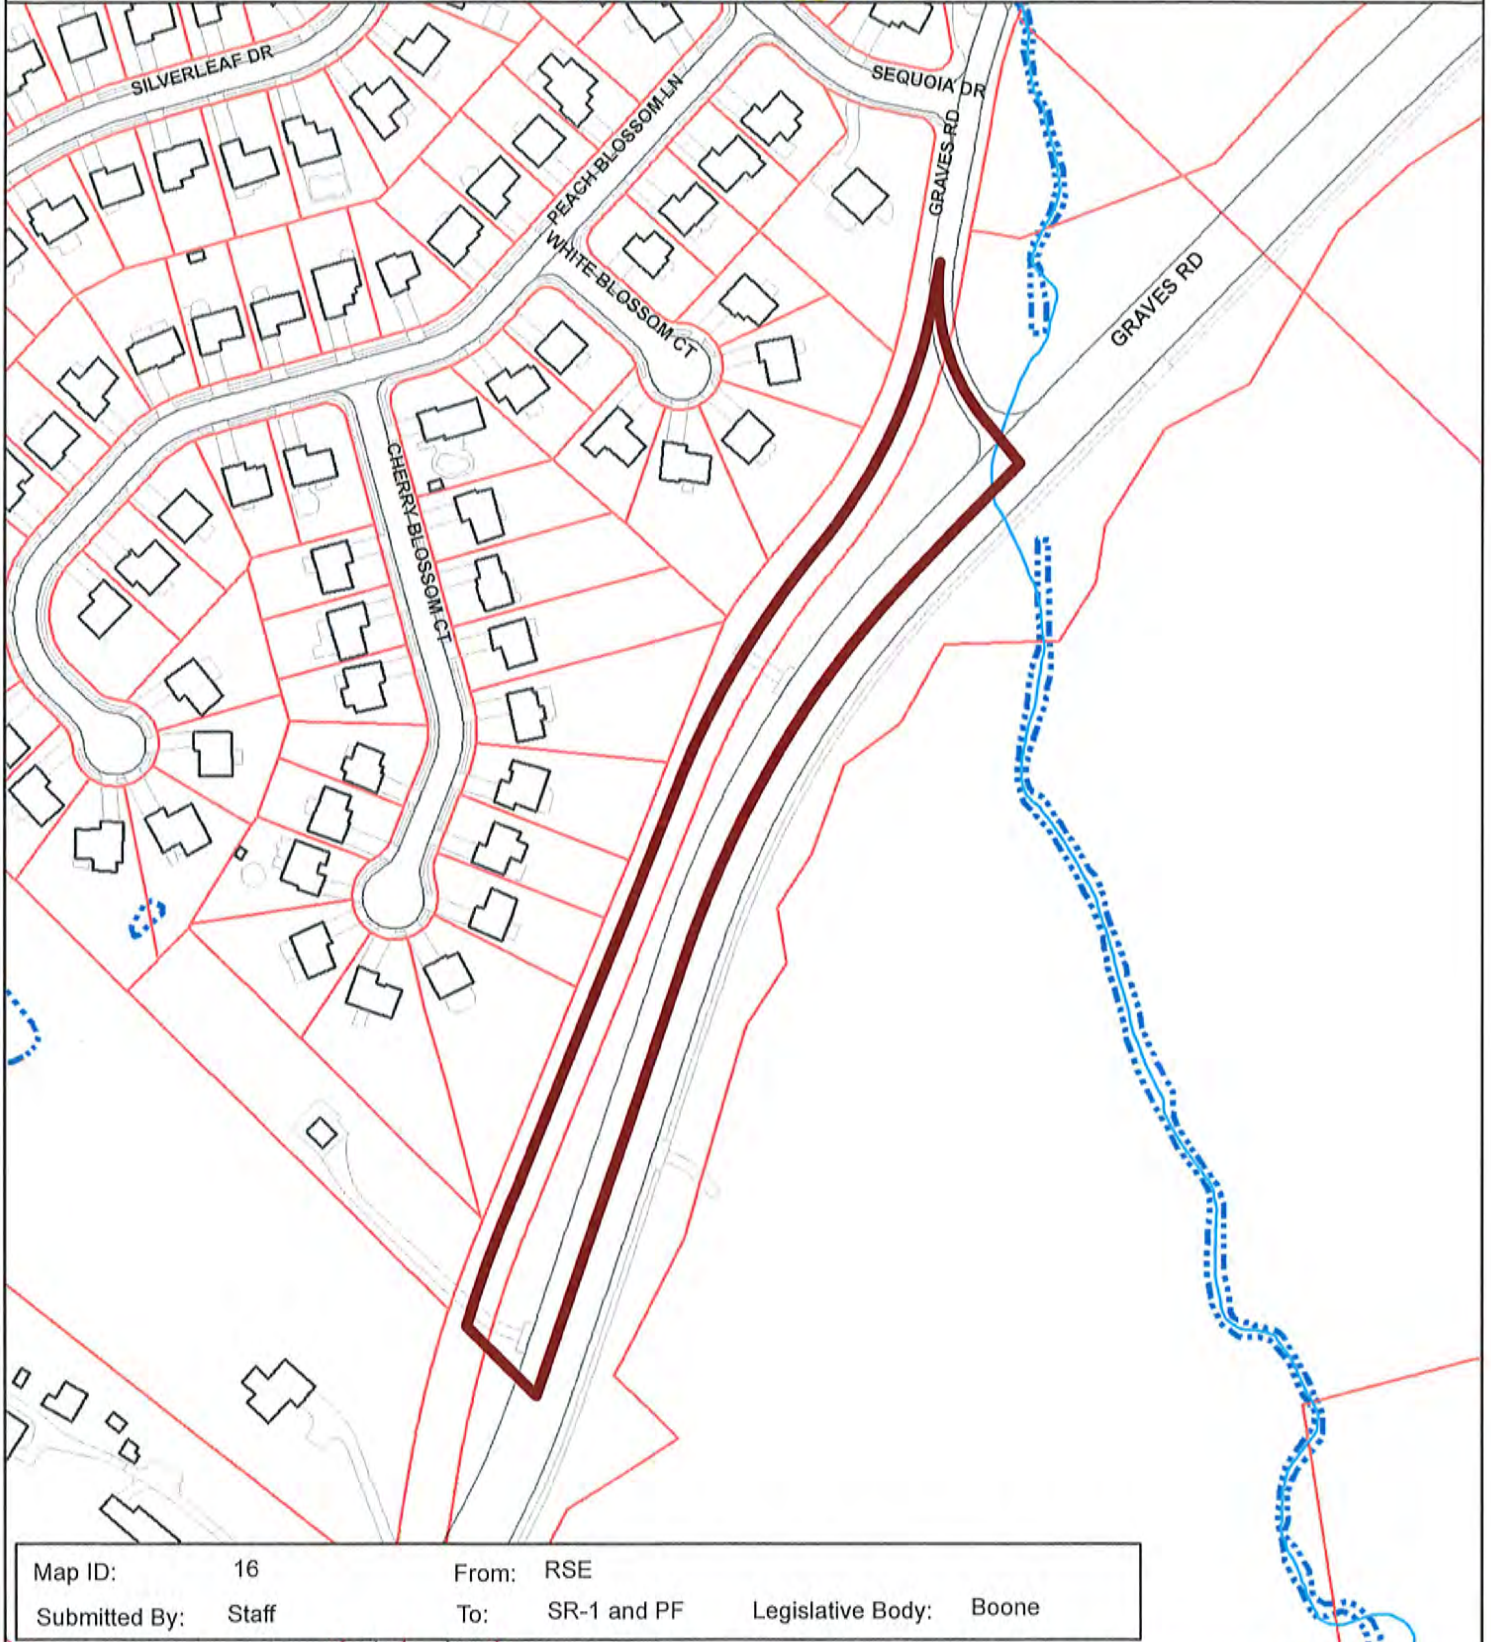 SILVERLEAF DR
SEQUOIA DR
PEACH BLOSSOM LN
GRAVES RD
WHITE BLOSSOM CT
GRAVES RD
CHERRY BLOSSOM CT
Map ID: 16 From: RSE
Submitted By: Staff To: SR-1 and PF Legislative Body: Boone